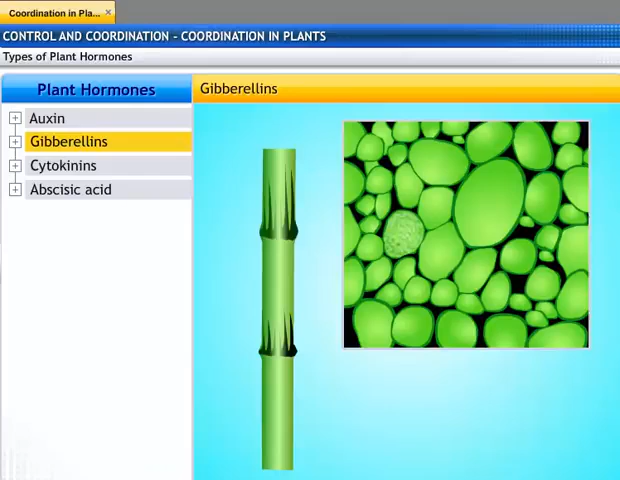 Coordination in Pla... ×
CONTROL AND COORDINATION - COORDINATION IN PLANTS
Types of Plant Hormones
Plant Hormones
Gibberellins
Auxin
Gibberellins
Cytokinins
Abscisic acid